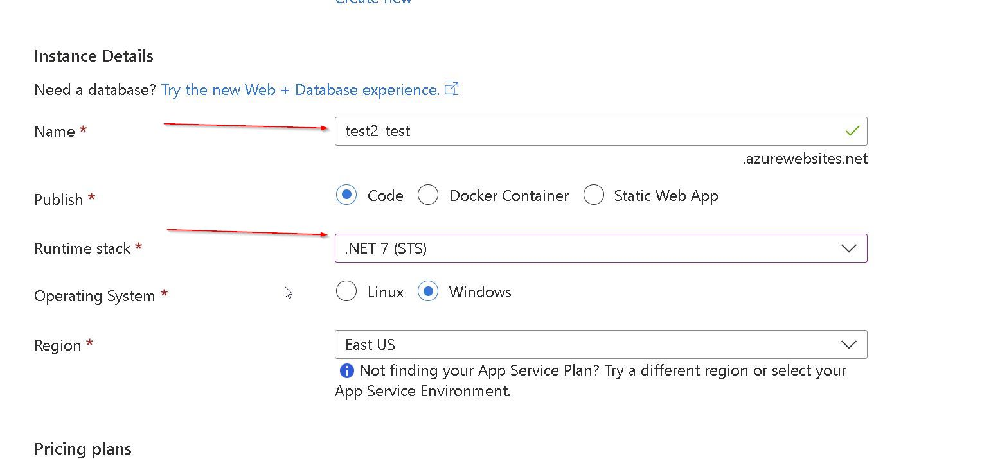 Create new
Instance Details
Need a database? Try the new Web + Database experience.
Name *
test2-test
.azurewebsites.net
Publish *
Code
Docker Container
Static Web App
Runtime stack *
.NET 7 (STS)
Operating System *
Linux
Windows
Region *
East US
Not finding your App Service Plan? Try a different region or select your
App Service Environment.
Pricing plans